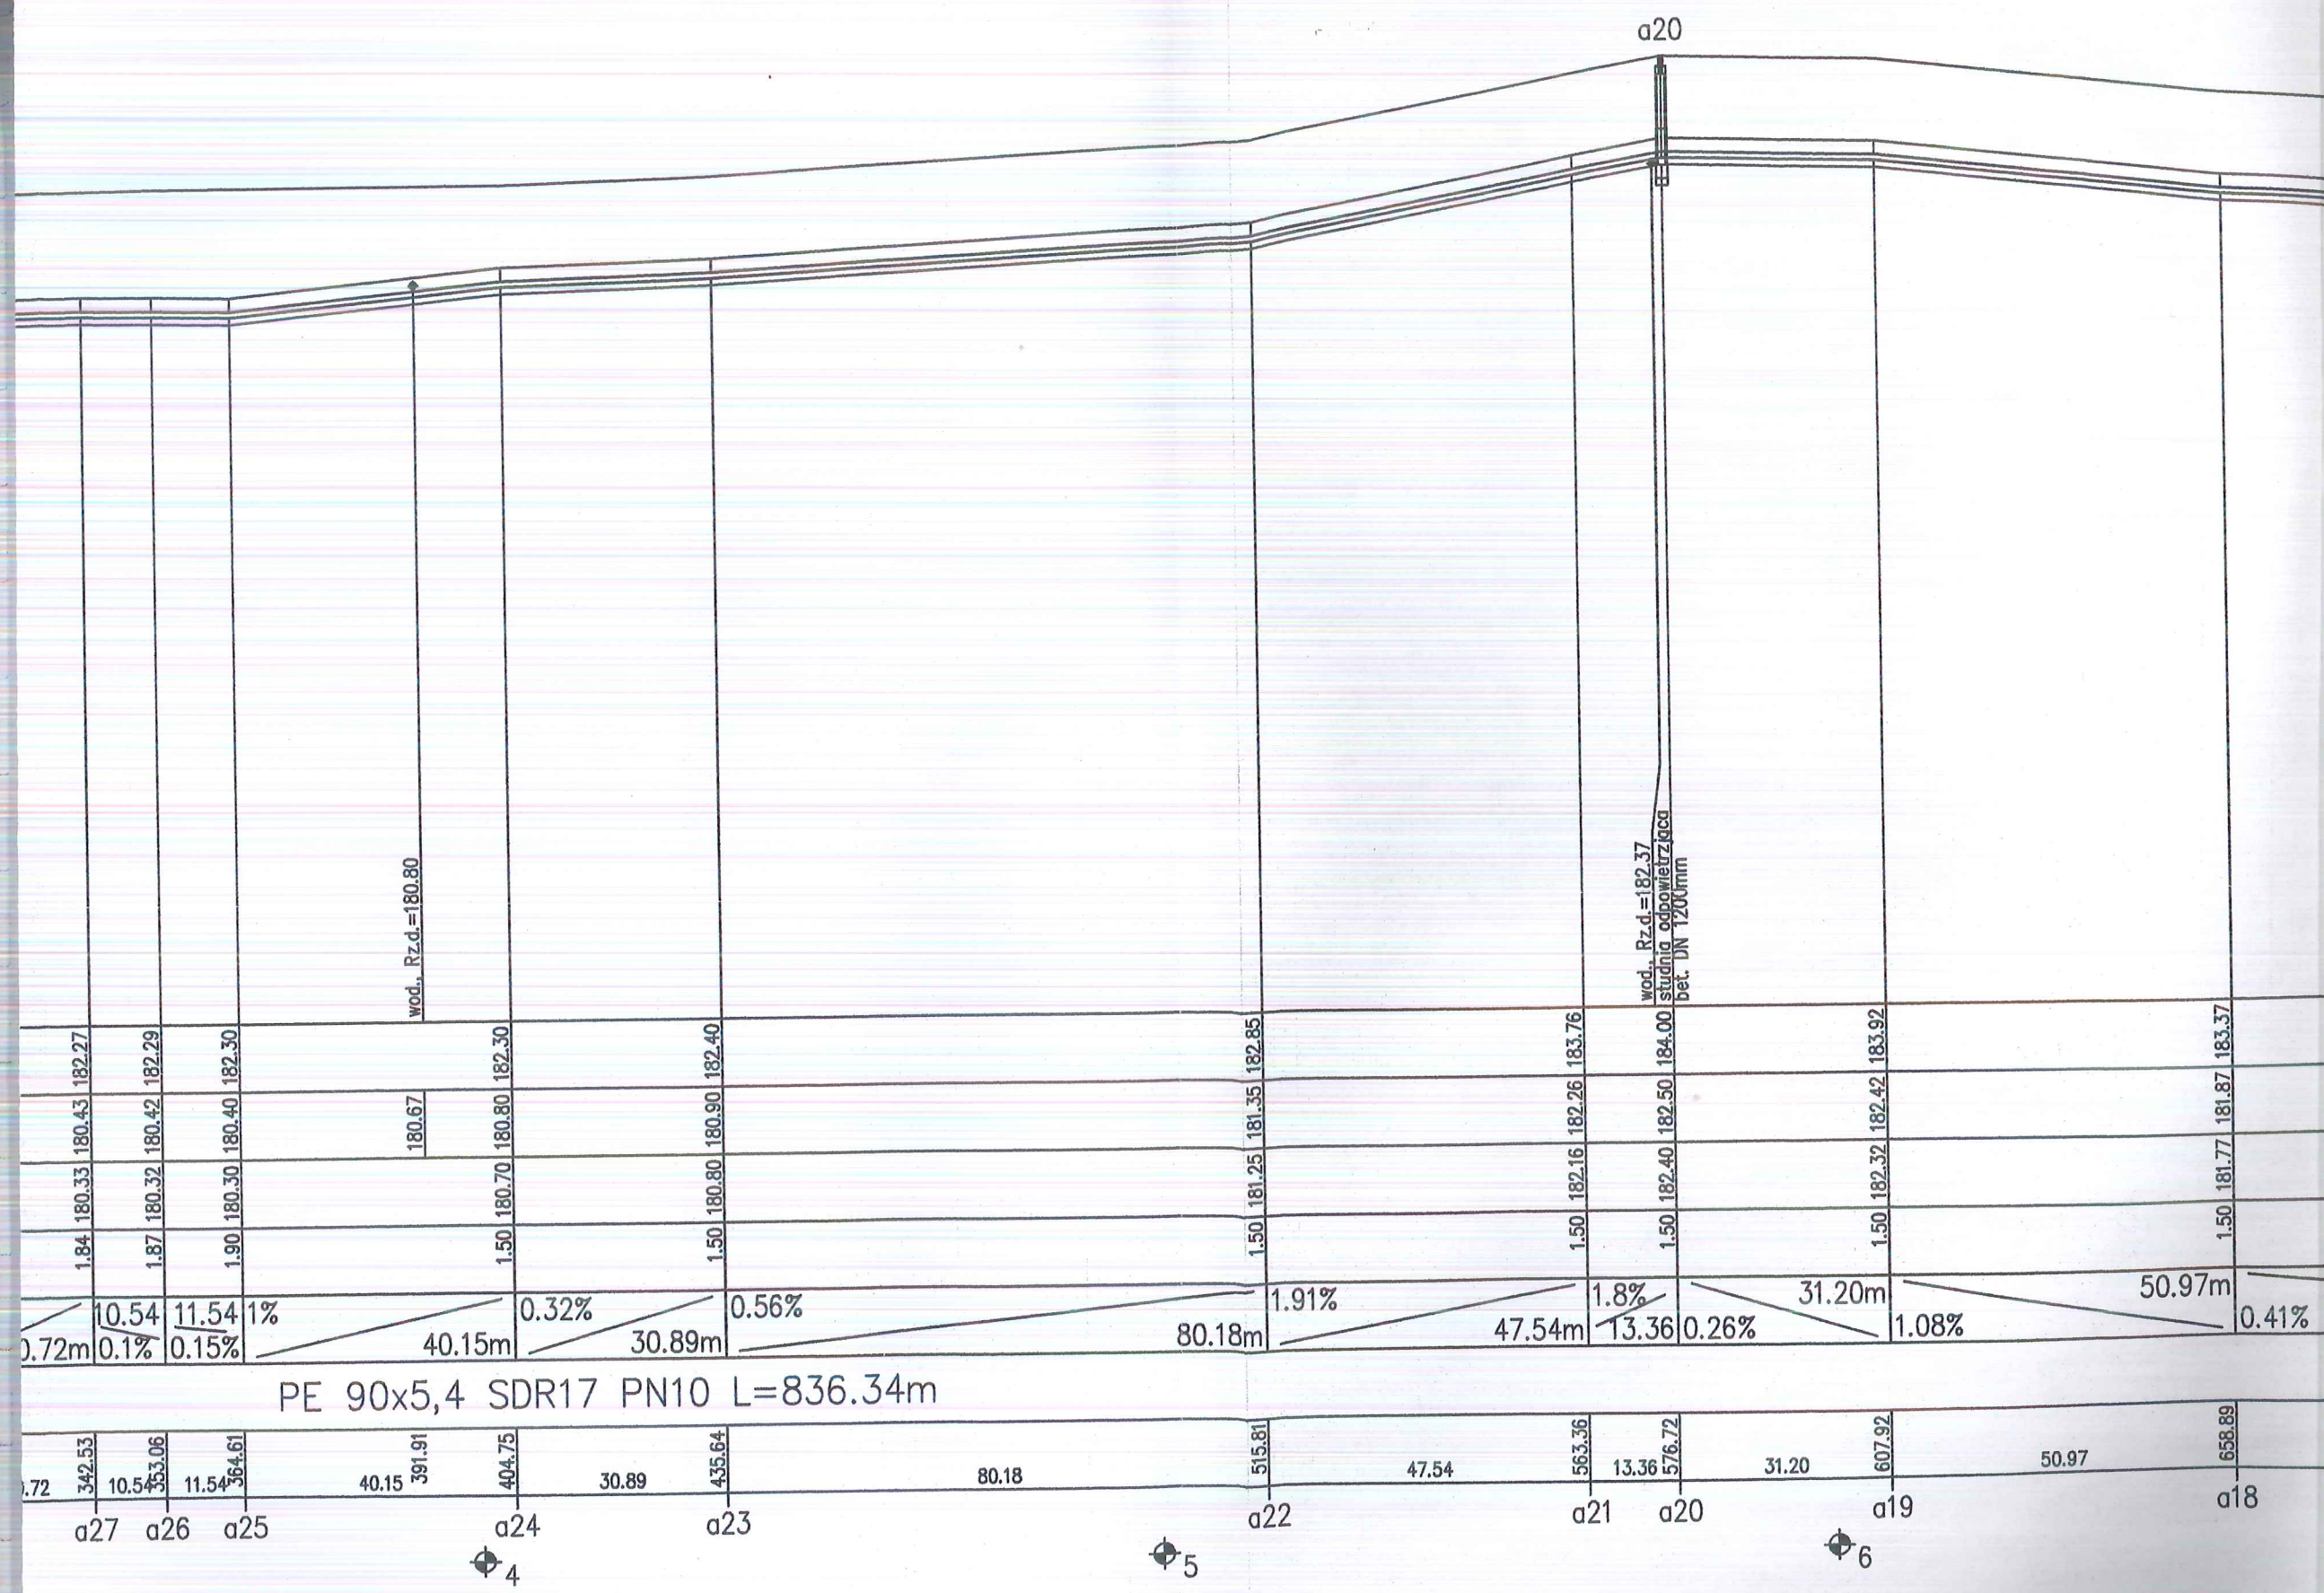 a20
wod., Rz.d.=180.80
wod., Rz.d.=182.37
studnia odpowietrzająca
bet. DN 1200mm
182.27 182.29 182.30 182.30 182.40 182.85 183.76 184.00 183.92 183.37
180.43 180.42 180.40 180.67 180.80 180.90 181.35 182.26 182.50 182.42 181.87
180.33 180.32 180.30 180.70 180.80 181.25 182.16 182.40 182.32 181.77
1.84 1.87 1.90 1.50 1.50 1.50 1.50 1.50 1.50 1.50
10.54 11.54 1% 0.32% 0.56% 1.91% 1.8% 31.20m 50.97m
0.72m 0.1% 0.15% 40.15m 30.89m 80.18m 47.54m 13.36 0.26% 1.08% 0.41%
PE 90x5,4 SDR17 PN10 L=836.34m
342.53 353.06 364.61 391.91 404.75 435.64 515.81 563.36 576.72 607.92 658.89
.72 10.54 11.54 40.15 30.89 80.18 47.54 13.36 31.20 50.97
a27 a26 a25 a24 a23 a22 a21 a20 a19 a18
4 5 6